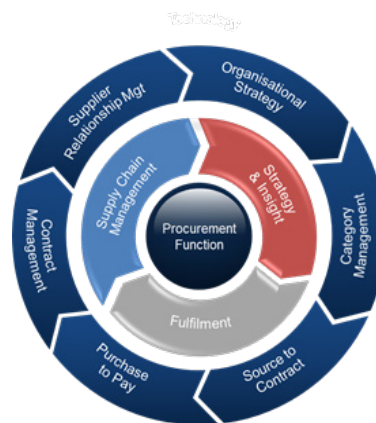 Technology
Organisational
Strategy
Category Management
Source to
Contract
Purchase
to Pay
Contract
Management
Supplier
Relationship Mgt
Strategy
& Insight
Fulfilment
Supply Chain
Management
Procurement
Function